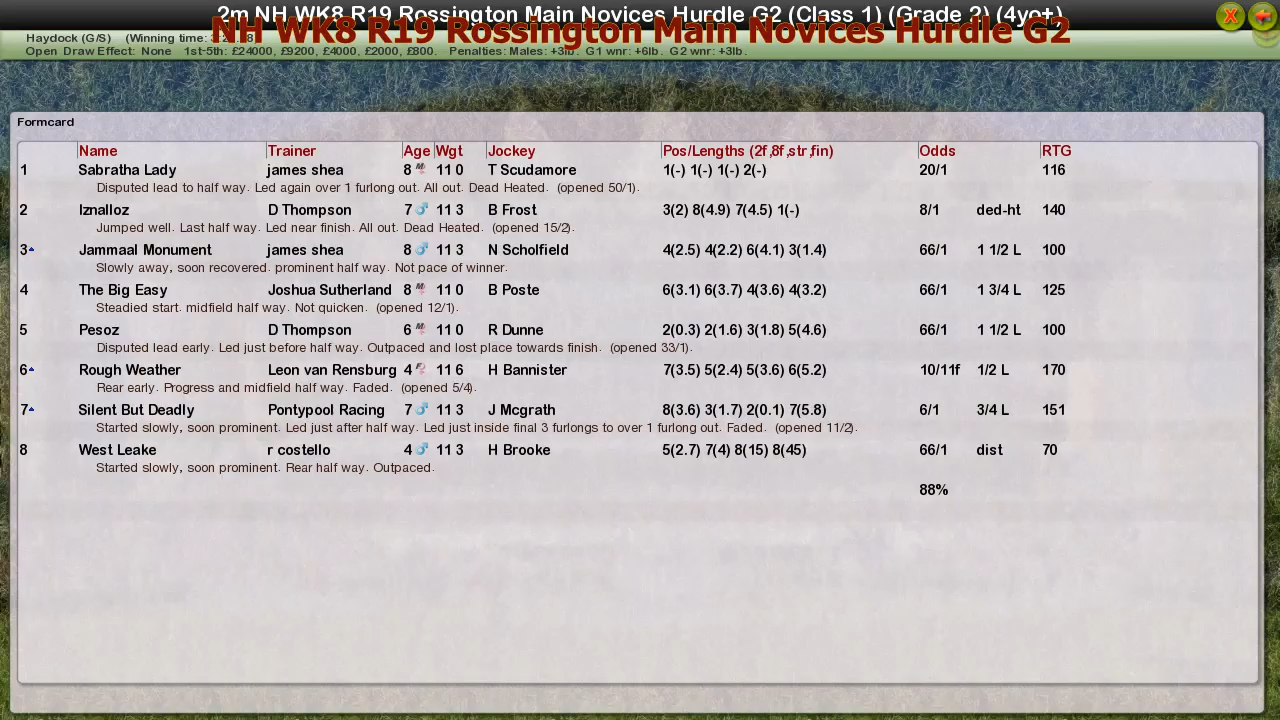 2m NH WK8 R19 Rossington Main Novices Hurdle G2 (Class 1) (Grade 2) (4yo+)
NH WK8 R19 Rossington Main Novices Hurdle G2
Haydock (G/S) (Winning time:
Open Draw Effect: None 1st-5th: £24000, £9200, £4000, £2000, £800. Penalties: Males: +3lb. G1 wnr: +6lb. G2 wnr: +3lb.
Formcard
Name Trainer Age Wgt Jockey Pos/Lengths (2f,8f,str,fin) Odds RTG
1 Sabratha Lady james shea 8 11 0 T Scudamore 1(-) 1(-) 1(-) 2(-) 20/1 116
Disputed lead to half way. Led again over 1 furlong out. All out. Dead Heated. (opened 50/1).
2 Iznalloz D Thompson 7 11 3 B Frost 3(2) 8(4.9) 7(4.5) 1(-) 8/1 ded-ht 140
Jumped well. Last half way. Led near finish. All out. Dead Heated. (opened 15/2).
3 Jammaal Monument james shea 8 11 3 N Scholfield 4(2.5) 4(2.2) 6(4.1) 3(1.4) 66/1 1 1/2 L 100
Slowly away, soon recovered. prominent half way. Not pace of winner.
4 The Big Easy Joshua Sutherland 8 11 0 B Poste 6(3.1) 6(3.7) 4(3.6) 4(3.2) 66/1 1 3/4 L 125
Steadied start. midfield half way. Not quicken. (opened 12/1).
5 Pesoz D Thompson 6 11 0 R Dunne 2(0.3) 2(1.6) 3(1.8) 5(4.6) 66/1 1 1/2 L 100
Disputed lead early. Led just before half way. Outpaced and lost place towards finish. (opened 33/1).
6 Rough Weather Leon van Rensburg 4 11 6 H Bannister 7(3.5) 5(2.4) 5(3.6) 6(5.2) 10/11f 1/2 L 170
Rear early. Progress and midfield half way. Faded. (opened 5/4).
7 Silent But Deadly Pontypool Racing 7 11 3 J Mcgrath 8(3.6) 3(1.7) 2(0.1) 7(5.8) 6/1 3/4 L 151
Started slowly, soon prominent. Led just after half way. Led just inside final 3 furlongs to over 1 furlong out. Faded. (opened 11/2).
8 West Leake r costello 4 11 3 H Brooke 5(2.7) 7(4) 8(15) 8(45) 66/1 dist 70
Started slowly, soon prominent. Rear half way. Outpaced.
88%